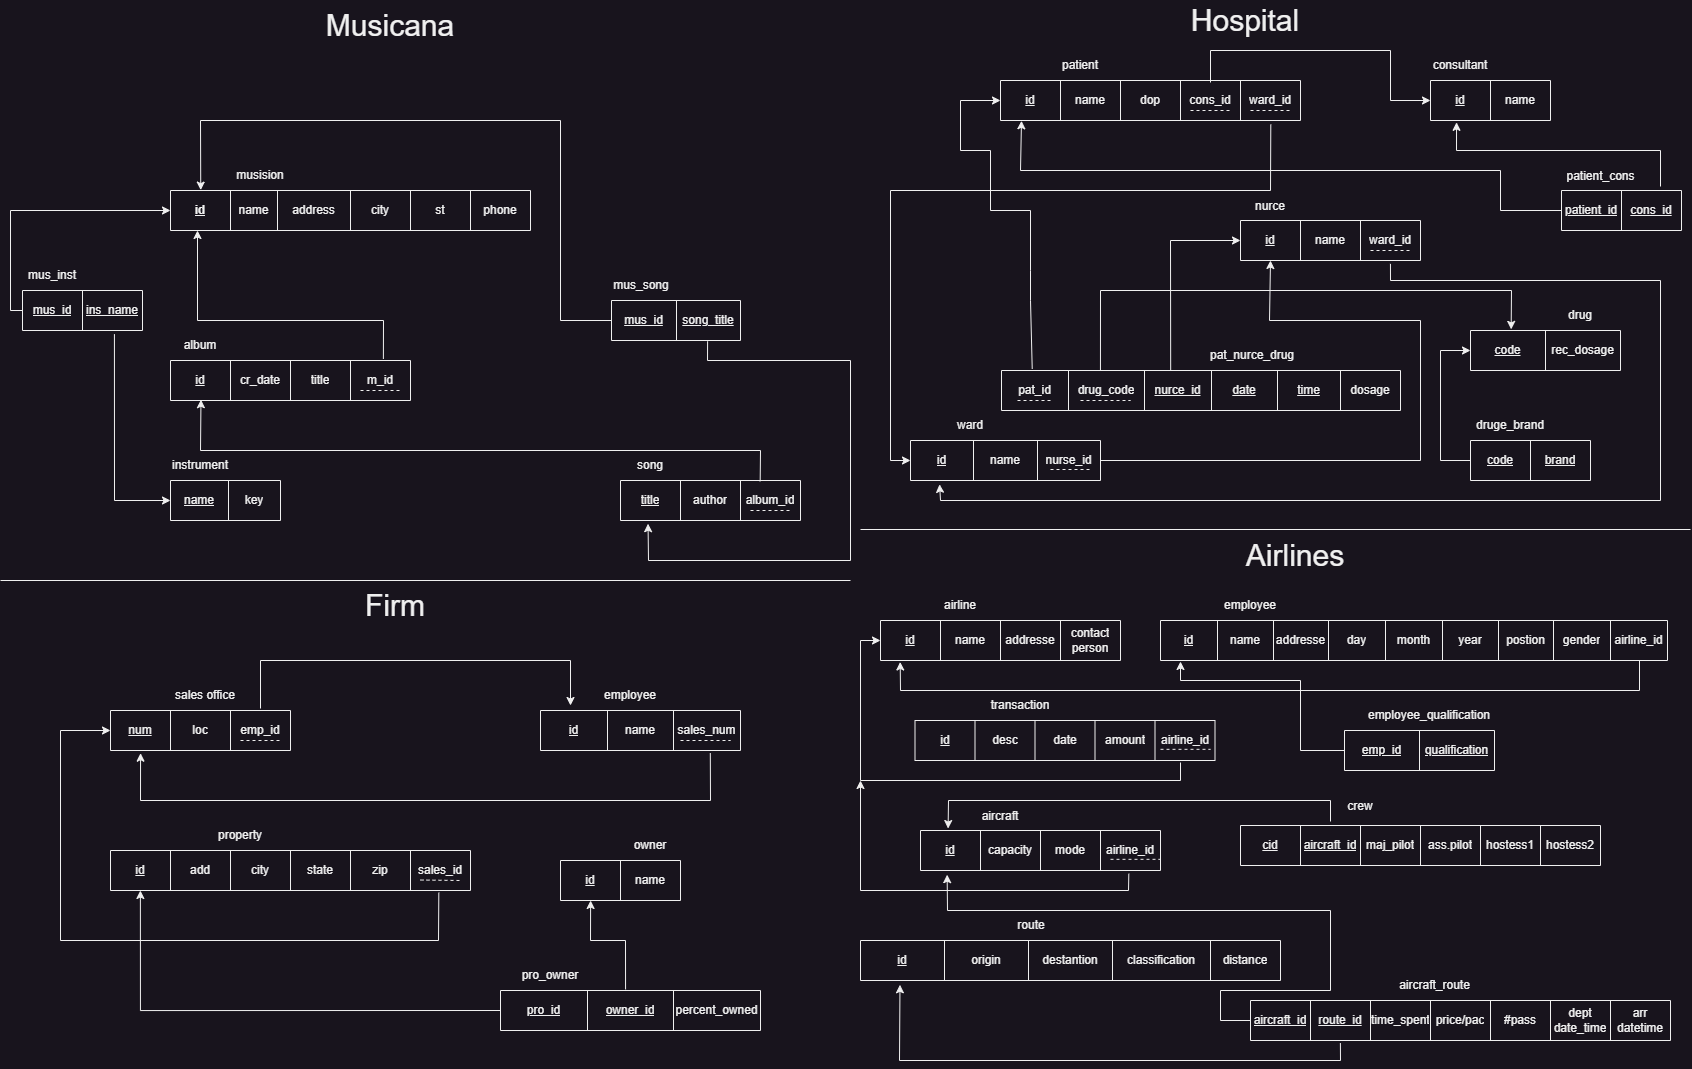 Musicana
musision
id name address city st phone
mus_inst
mus_id ins_name
mus_song
mus_id song_title
album
id cr_date title m_id
instrument
name key
song
title author album_id
Hospital
patient
id name dop cons_id ward_id
consultant
id name
patient_cons
patient_id cons_id
nurce
id name ward_id
drug
code rec_dosage
pat_nurce_drug
pat_id drug_code nurce_id date time dosage
ward
id name nurse_id
druge_brand
code brand
Firm
sales office
num loc emp_id
employee
id name sales_num
property
id add city state zip sales_id
owner
id name
pro_owner
pro_id owner_id percent_owned
Airlines
airline
id name addresse contact person
employee
id name addresse day month year postion gender airline_id
transaction
id desc date amount airline_id
employee_qualification
emp_id qualification
aircraft
id capacity mode airline_id
crew
cid aircraft_id maj_pilot ass.pilot hostess1 hostess2
route
id origin destantion classification distance
aircraft_route
aircraft_id route_id time_spent price/pac #pass dept date_time arr datetime